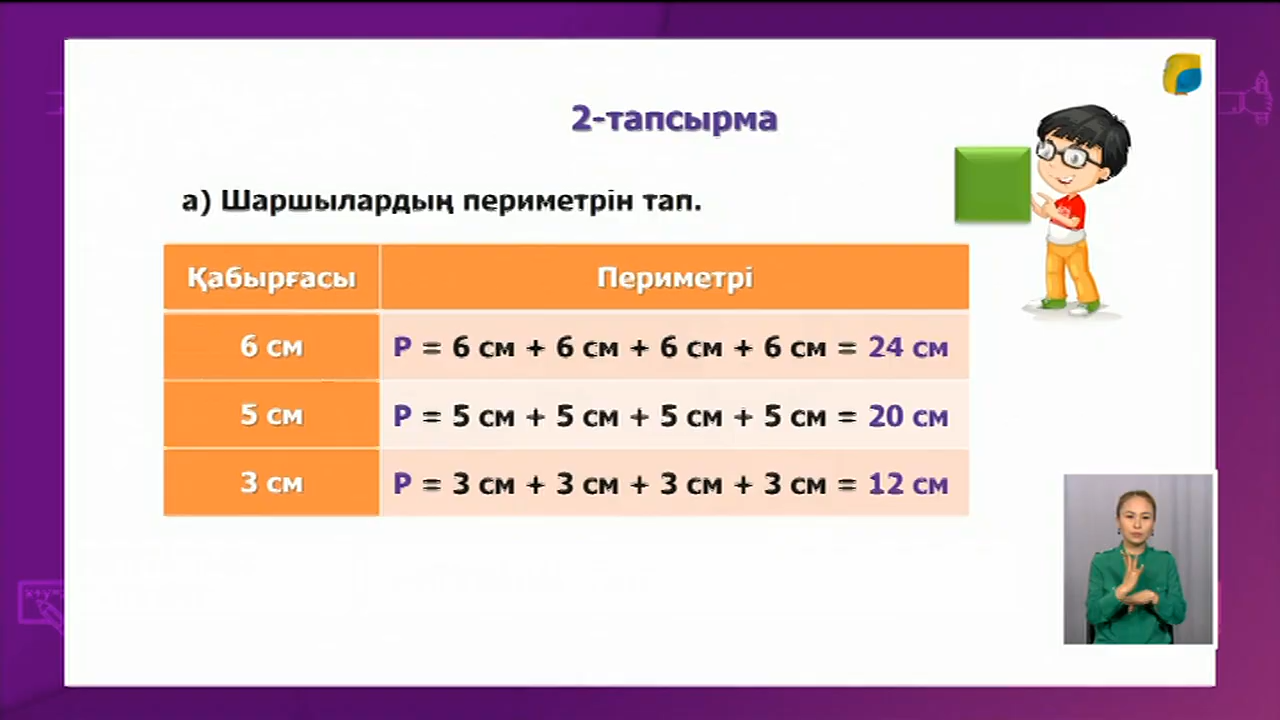 2-тапсырма
а) Шаршылардың периметрін тап.
Қабырғасы Периметрі
6 см P = 6 см + 6 см + 6 см + 6 см = 24 см
5 см P = 5 см + 5 см + 5 см + 5 см = 20 см
3 см P = 3 см + 3 см + 3 см + 3 см = 12 см